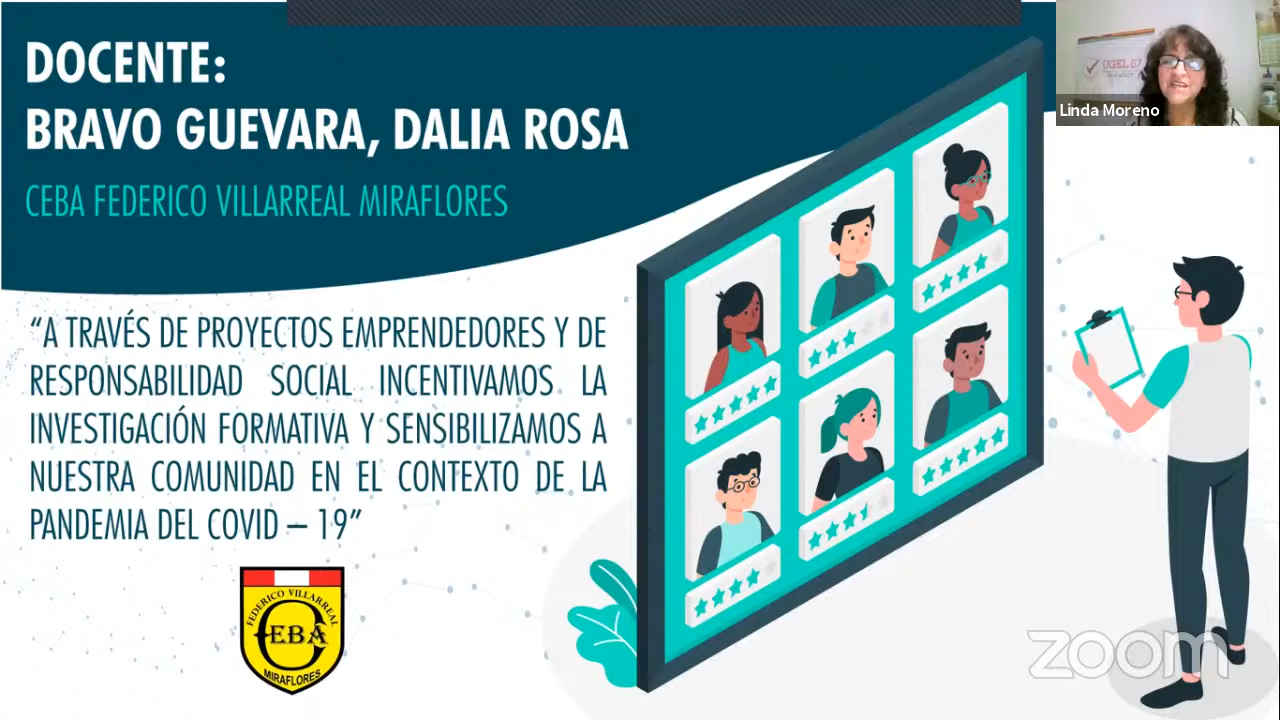 DOCENTE:
BRAVO GUEVARA, DALIA ROSA
CEBA FEDERICO VILLARREAL MIRAFLORES
UGEL 07
Linda Moreno
“A TRAVÉS DE PROYECTOS EMPRENDEDORES Y DE
RESPONSABILIDAD SOCIAL INCENTIVAMOS LA
INVESTIGACIÓN FORMATIVA Y SENSIBILIZAMOS A
NUESTRA COMUNIDAD EN EL CONTEXTO DE LA
PANDEMIA DEL COVID – 19”
FEDERICO VILLARREAL
CEBA
MIRAFLORES
zoom